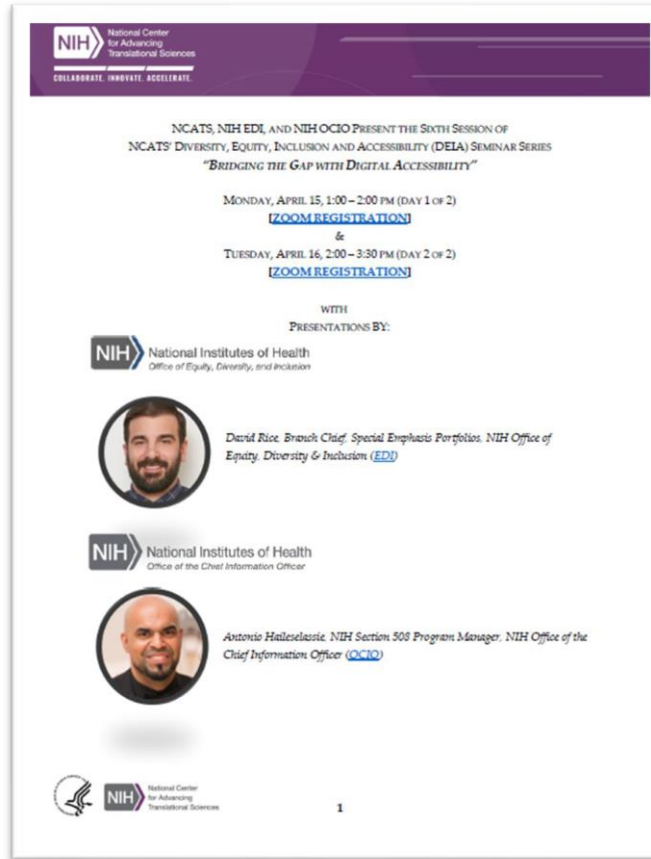 NIH
National Center
for Advancing
Translational Sciences
COLLABORATE. INNOVATE. ACCELERATE.
NCATS, NIH EDI, AND NIH OCIO PRESENT THE SIXTH SESSION OF
NCATS' DIVERSITY, EQUITY, INCLUSION AND ACCESSIBILITY (DEIA) SEMINAR SERIES
"BRIDGING THE GAP WITH DIGITAL ACCESSIBILITY"
MONDAY, APRIL 15, 1:00 – 2:00 PM (DAY 1 OF 2)
[ZOOM REGISTRATION]
&
TUESDAY, APRIL 16, 2:00 – 3:30 PM (DAY 2 OF 2)
[ZOOM REGISTRATION]
WITH
PRESENTATIONS BY:
NIH
National Institutes of Health
Office of Equity, Diversity, and Inclusion
David Rice, Branch Chief, Special Emphasis Portfolios, NIH Office of
Equity, Diversity & Inclusion (EDI)
NIH
National Institutes of Health
Office of the Chief Information Officer
Antonio Haileselassie, NIH Section 508 Program Manager, NIH Office of the
Chief Information Officer (OCIO)
NIH
National Center
for Advancing
Translational Sciences
1